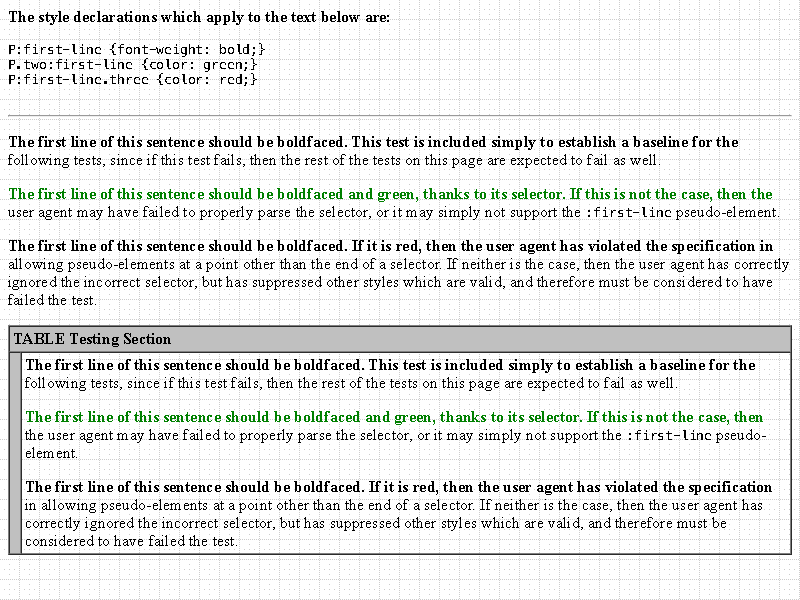 The style declarations which apply to the text below are:
P:first-line {font-weight: bold;}
P.two:first-line {color: green;}
P:first-line.three {color: red;}
The first line of this sentence should be boldfaced. This test is included simply to establish a baseline for the
following tests, since if this test fails, then the rest of the tests on this page are expected to fail as well.
The first line of this sentence should be boldfaced and green, thanks to its selector. If this is not the case, then the
user agent may have failed to properly parse the selector, or it may simply not support the :first-line pseudo-element.
The first line of this sentence should be boldfaced. If it is red, then the user agent has violated the specification in
allowing pseudo-elements at a point other than the end of a selector. If neither is the case, then the user agent has correctly
ignored the incorrect selector, but has suppressed other styles which are valid, and therefore must be considered to have
failed the test.
TABLE Testing Section
The first line of this sentence should be boldfaced. This test is included simply to establish a baseline for the
following tests, since if this test fails, then the rest of the tests on this page are expected to fail as well.
The first line of this sentence should be boldfaced and green, thanks to its selector. If this is not the case, then
the user agent may have failed to properly parse the selector, or it may simply not support the :first-line pseudo-
element.
The first line of this sentence should be boldfaced. If it is red, then the user agent has violated the specification
in allowing pseudo-elements at a point other than the end of a selector. If neither is the case, then the user agent has
correctly ignored the incorrect selector, but has suppressed other styles which are valid, and therefore must be
considered to have failed the test.